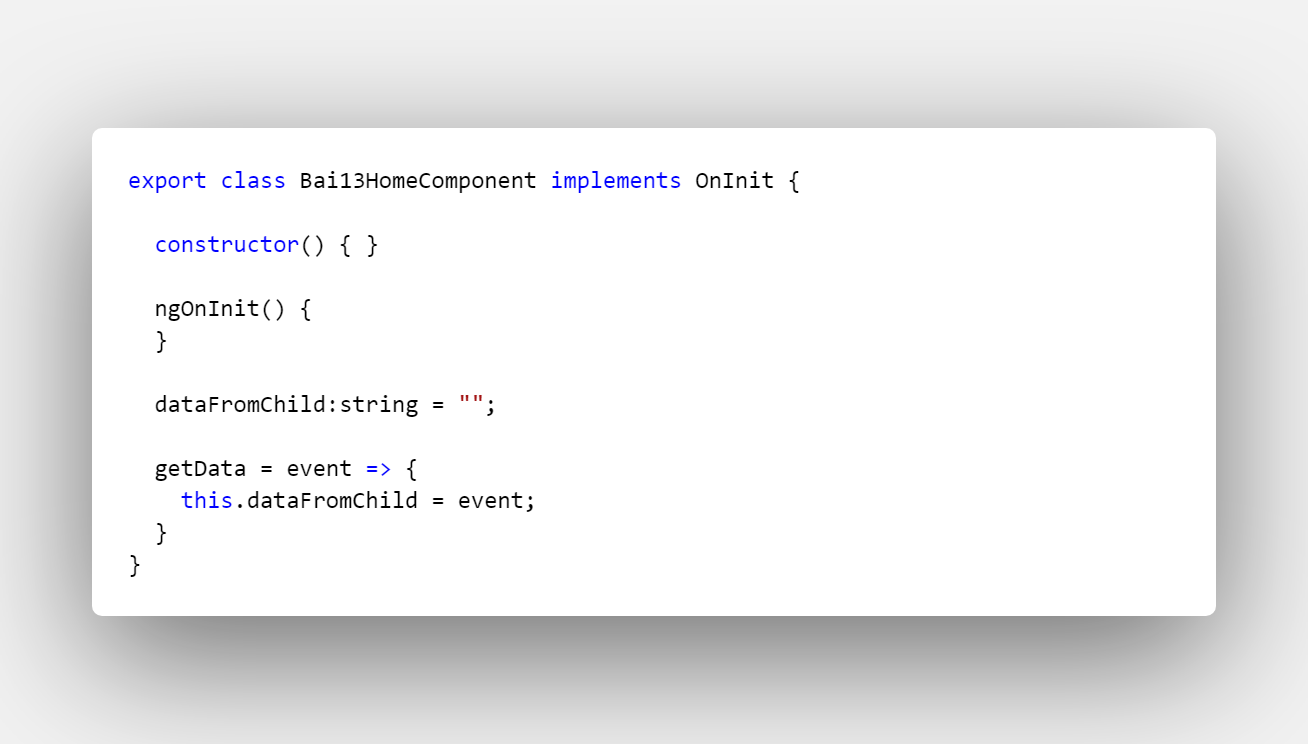 export class Bai13HomeComponent implements OnInit {
constructor() { }
ngOnInit() {
}
dataFromChild:string = "";
getData = event => {
this.dataFromChild = event;
}
}